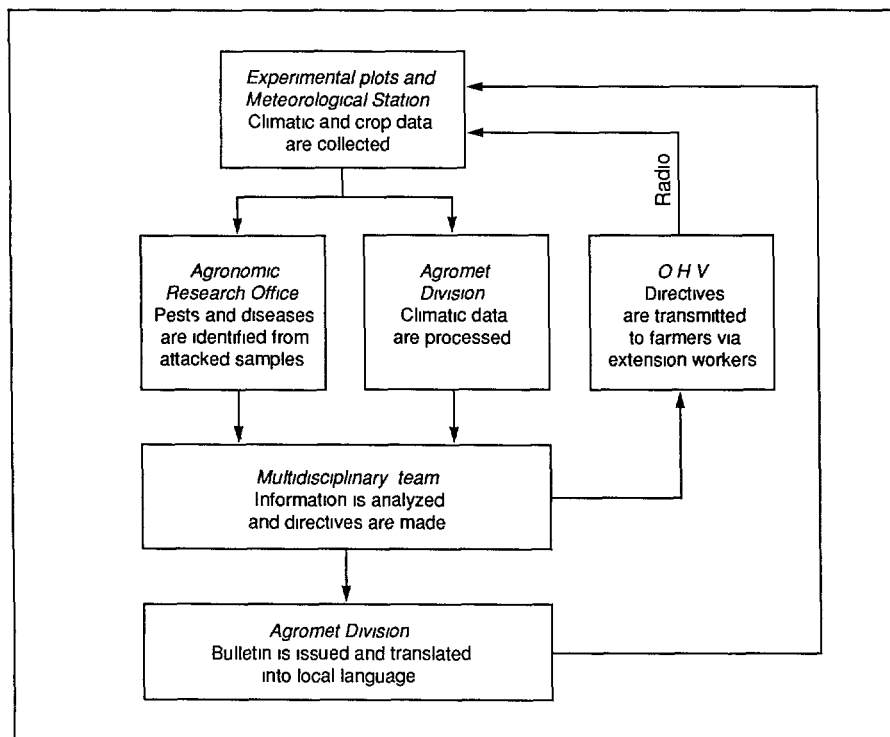 Experimental plots and
Meteorological Station
Climatic and crop data
are collected
Radio
Agronomic
Research Office
Pests and diseases
are identified from
attacked samples
Agromet
Division
Climatic data
are processed
O H V
Directives
are transmitted
to farmers via
extension workers
Multidisciplinary team
Information is analyzed
and directives are made
Agromet Division
Bulletin is issued and translated
into local language